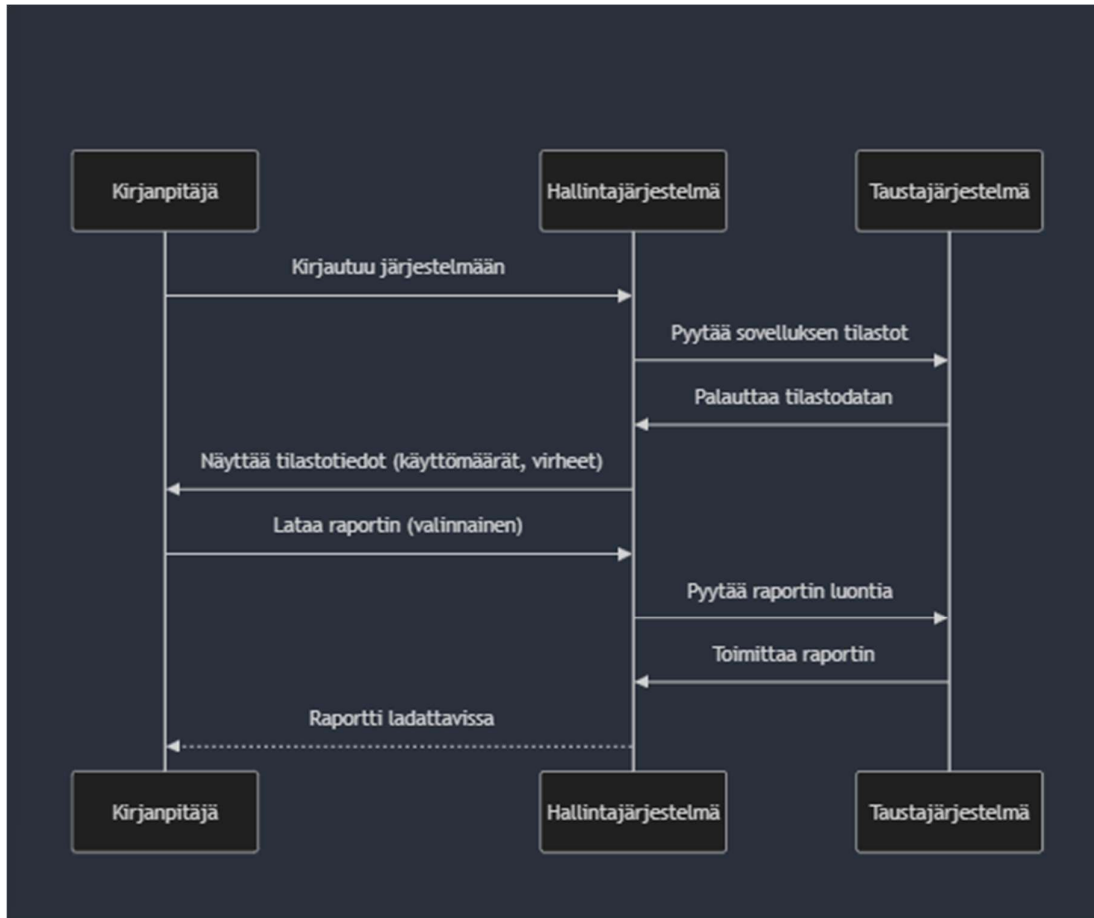 Kirjanpitäjä
Hallintajärjestelmä
Taustajärjestelmä
Kirjautuu järjestelmään
Pyytää sovelluksen tilastot
Palauttaa tilastodatan
Näyttää tilastotiedot (käyttömäärät, virheet)
Lataa raportin (valinnainen)
Pyytää raportin luontia
Toimittaa raportin
Raportti ladattavissa
Kirjanpitäjä
Hallintajärjestelmä
Taustajärjestelmä